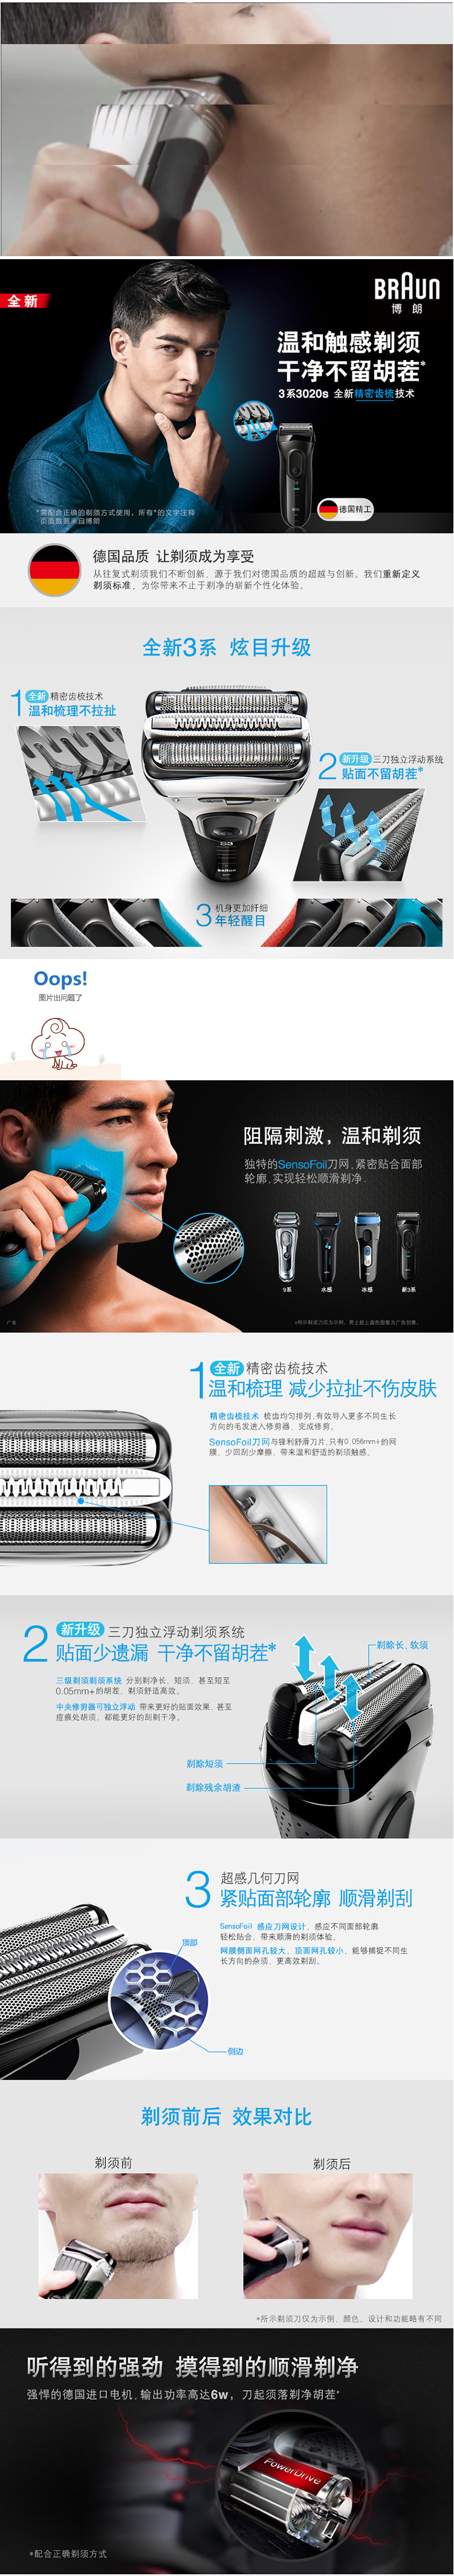 全新
BRAUN
博朗
温和触感剃须
干净不留胡茬*
3系3020s 全新精密齿梳技术
*需配合正确的剃须方式使用，所有*的文字注释
页面数据来自博朗
德国精工
德国品质 让剃须成为享受
从往复式剃须我们不断创新，源于我们对德国品质的超越与创新。我们重新定义
剃须标准，为你带来不止于剃净的崭新个性化体验。
全新3系 炫目升级
1 全新 精密齿梳技术
温和梳理不拉扯
2 新升级 三刀独立浮动系统
贴面不留胡茬*
BRAUN
3 机身更加纤细
年轻醒目
Oops!
图片出问题了
阻隔刺激，温和剃须
独特的SensoFoil刀网,紧密贴合面部
轮廓,实现轻松顺滑剃净.
9系 水感 冰感 新3系
广告
*所示剃须刀仅为示例，男士脸上蓝色图案为广告创意。
1 全新 精密齿梳技术
温和梳理 减少拉扯不伤皮肤
精密齿梳技术 梳齿均匀排列,有效导入更多不同生长
方向的毛发进入修剪器，完成修剪。
SensoFoil刀网与锋利舒滑刀片,只有0.056mm+的网
膜，少回刮少摩擦，带来温和舒适的剃须触感。
2 新升级 三刀独立浮动剃须系统
贴面少遗漏 干净不留胡茬*
三级剃须剃须系统 分别剃净长、短须，甚至短至
0.05mm+的胡茬，剃须舒适高效。
中央修剪器可独立浮动 带来更好的贴面效果，甚至
痘痕处胡须，都能更好的刮剃干净。
剃除长、软须
剃除短须
剃除残余胡渣
3 超感几何刀网
紧贴面部轮廓 顺滑剃刮
SensoFoil 感应刀网设计，感应不同面部轮廓
轻松贴合，带来顺滑的剃须体验。
网膜侧面网孔较大，顶面网孔较小，能够捕捉不同生
长方向的杂须，更高效剃刮。
顶部
侧边
剃须前后 效果对比
剃须前 剃须后
*所示剃须刀仅为示例，颜色、设计和功能略有不同
听得到的强劲 摸得到的顺滑剃净
强悍的德国进口电机,输出功率高达6w，刀起须落剃净胡茬*
PowerDrive
*配合正确剃须方式